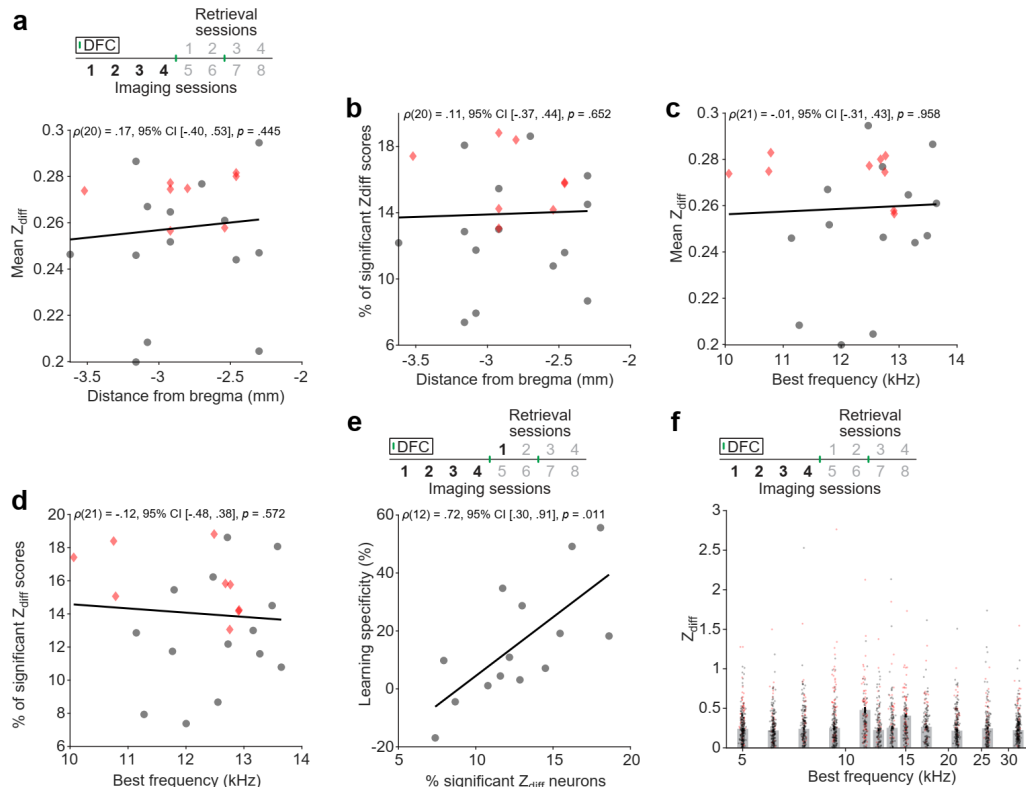 a
Retrieval
sessions
DFC
1 2 3 4
1 2 3 4 5 6 7 8
Imaging sessions
ρ(20) = .17, 95% CI [-.40, .53], p = .445
Mean Zdiff
0.3
0.28
0.26
0.24
0.22
0.2
-3.5 -3 -2.5 -2
Distance from bregma (mm)
b
ρ(20) = .11, 95% CI [-.37, .44], p = .652
% of significant Zdiff scores
18
14
10
6
-3.5 -3 -2.5 -2
Distance from bregma (mm)
c
ρ(21) = -.01, 95% CI [-.31, .43], p = .958
Mean Zdiff
0.3
0.28
0.26
0.24
0.22
0.2
10 11 12 13 14
Best frequency (kHz)
d
ρ(21) = -.12, 95% CI [-.48, .38], p = .572
% of significant Zdiff scores
20
18
16
14
12
10
8
6
10 11 12 13 14
Best frequency (kHz)
e
Retrieval
sessions
DFC
1 2 3 4
1 2 3 4 5 6 7 8
Imaging sessions
ρ(12) = .72, 95% CI [.30, .91], p = .011
Learning specificity (%)
60
40
20
0
-20
5 10 15 20
% significant Zdiff neurons
f
Retrieval
sessions
DFC
1 2 3 4
1 2 3 4 5 6 7 8
Imaging sessions
Zdiff
3
2.5
2
1.5
1
0.5
0
5 10 15 20 25 30
Best frequency (kHz)